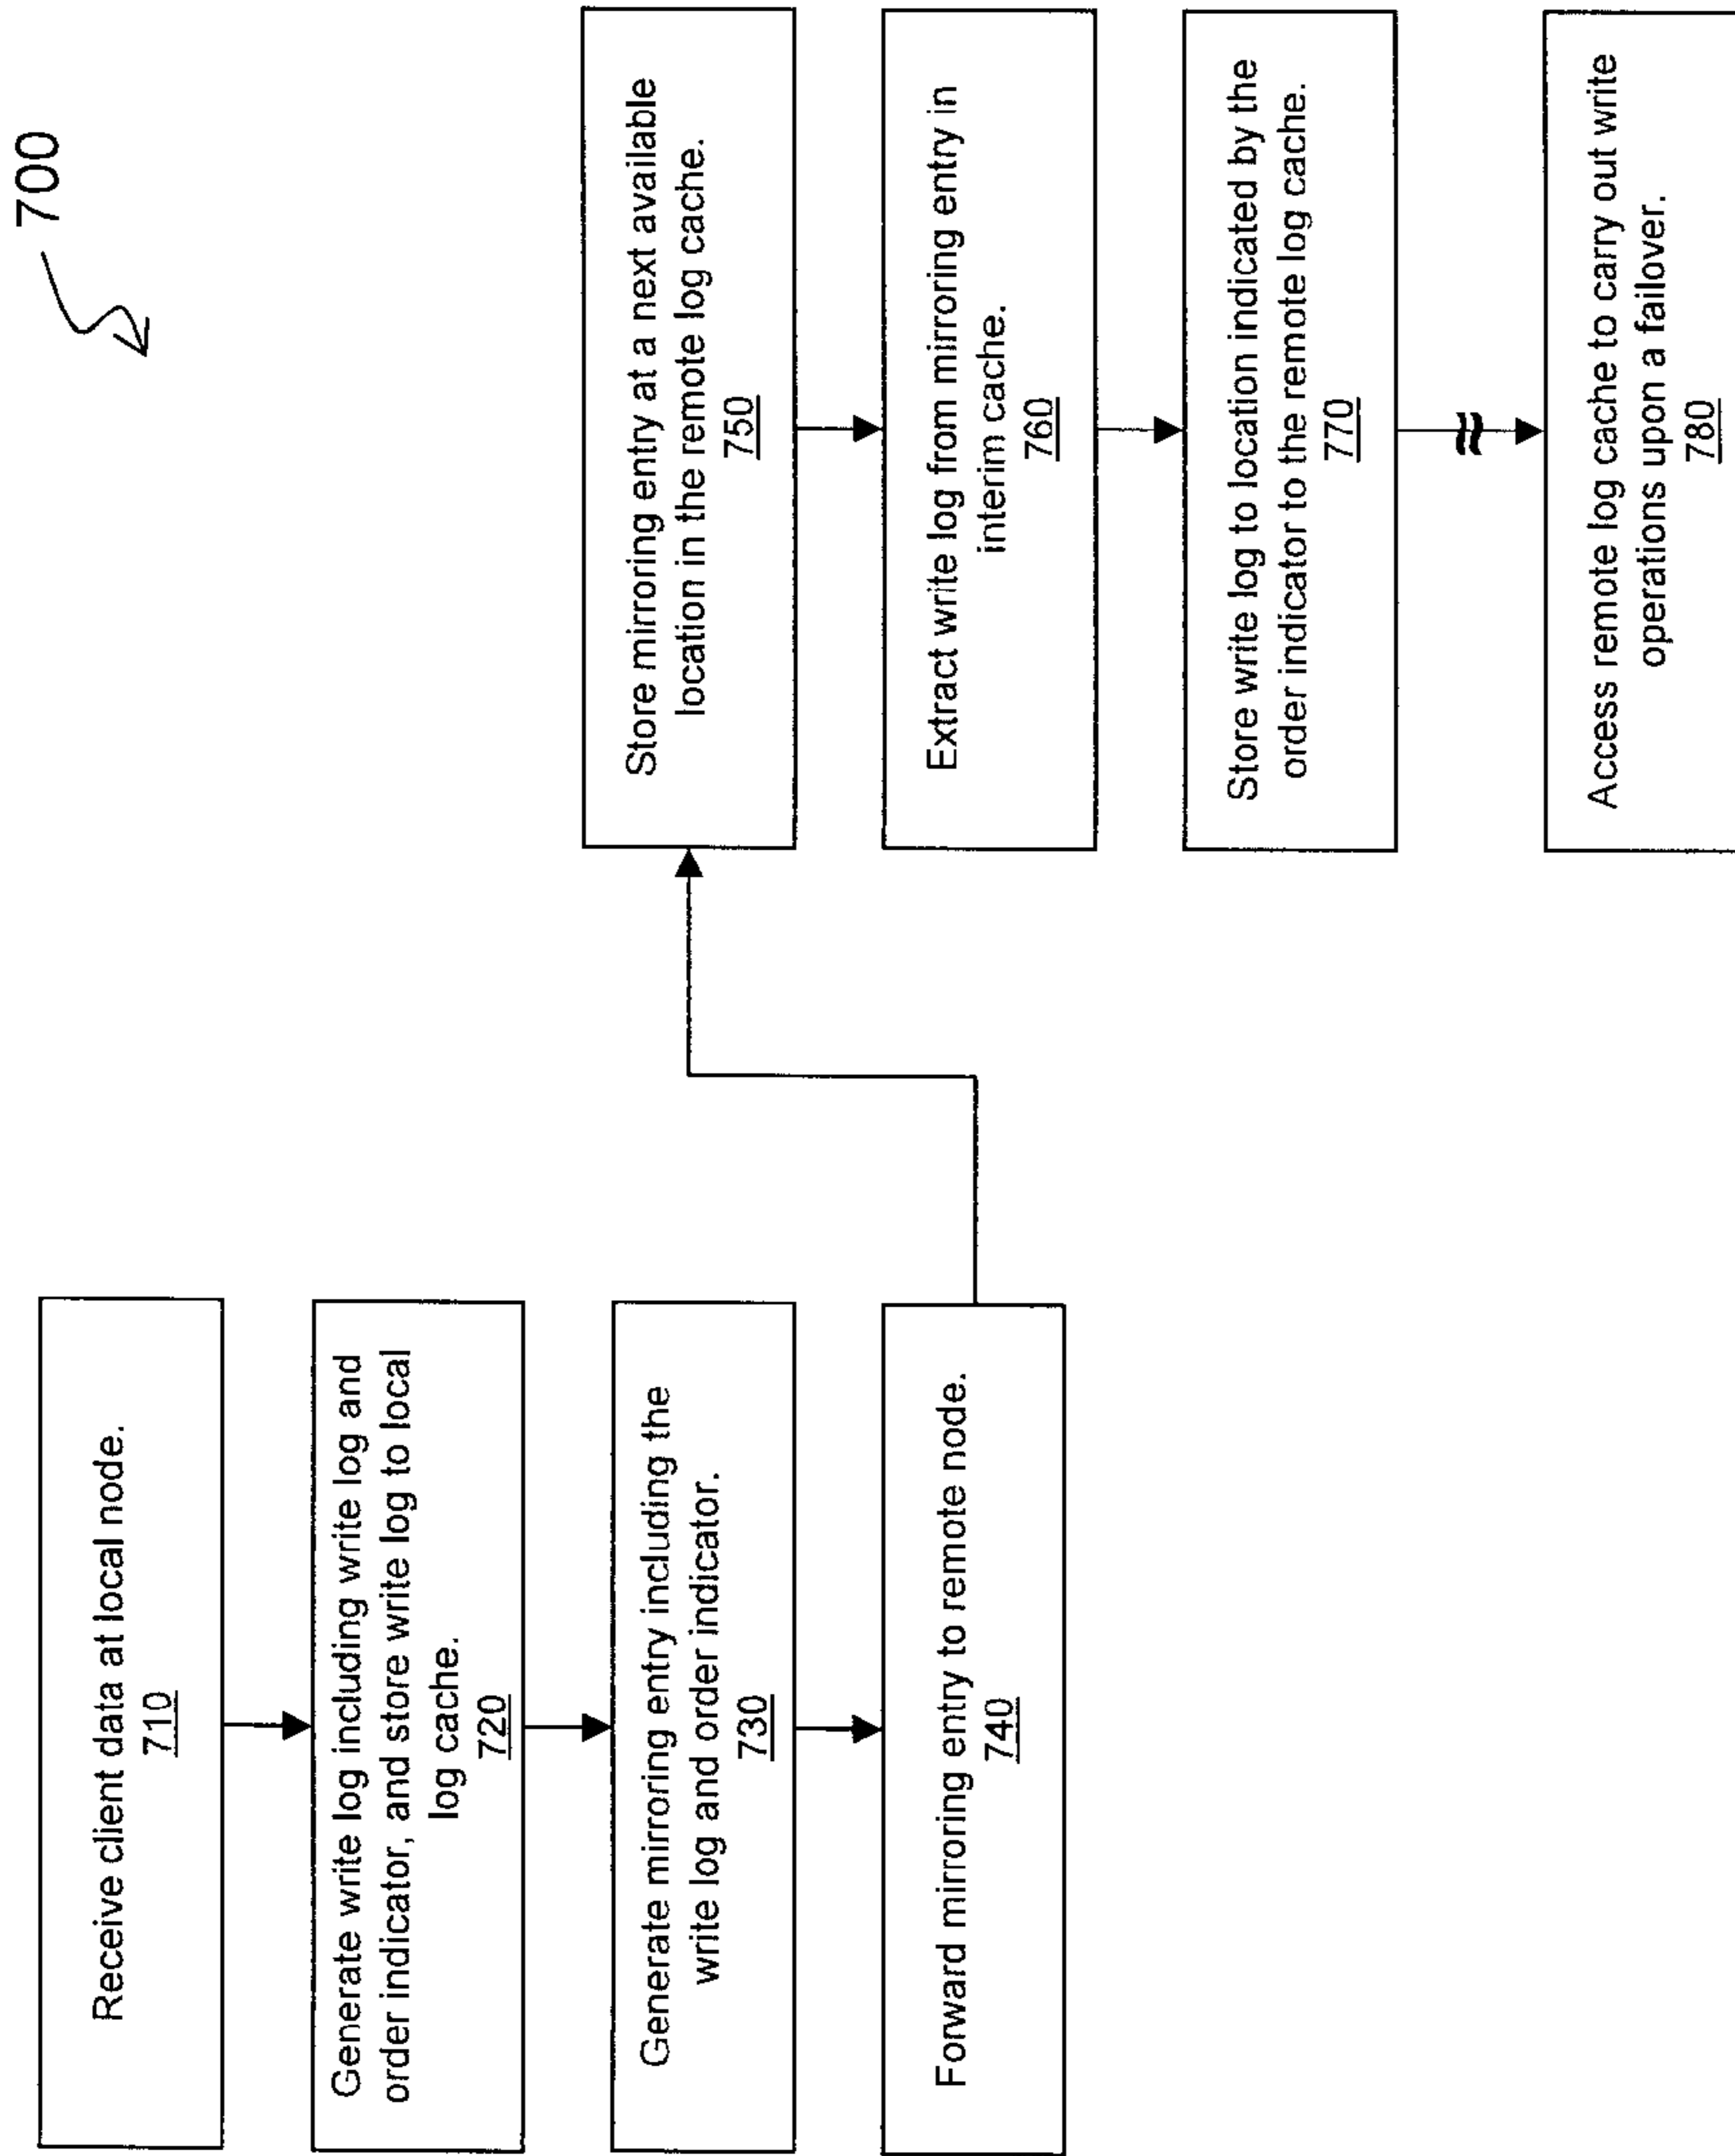 700
Receive client data at local node.
710
Generate write log including write log and
order indicator, and store write log to local
log cache.
720
Generate mirroring entry including the
write log and order indicator.
730
Forward mirroring entry to remote node.
740
Store mirroring entry at a next available
location in the remote log cache.
750
Extract write log from mirroring entry in
interim cache.
760
Store write log to location indicated by the
order indicator to the remote log cache.
770
Access remote log cache to carry out write
operations upon a failover.
780